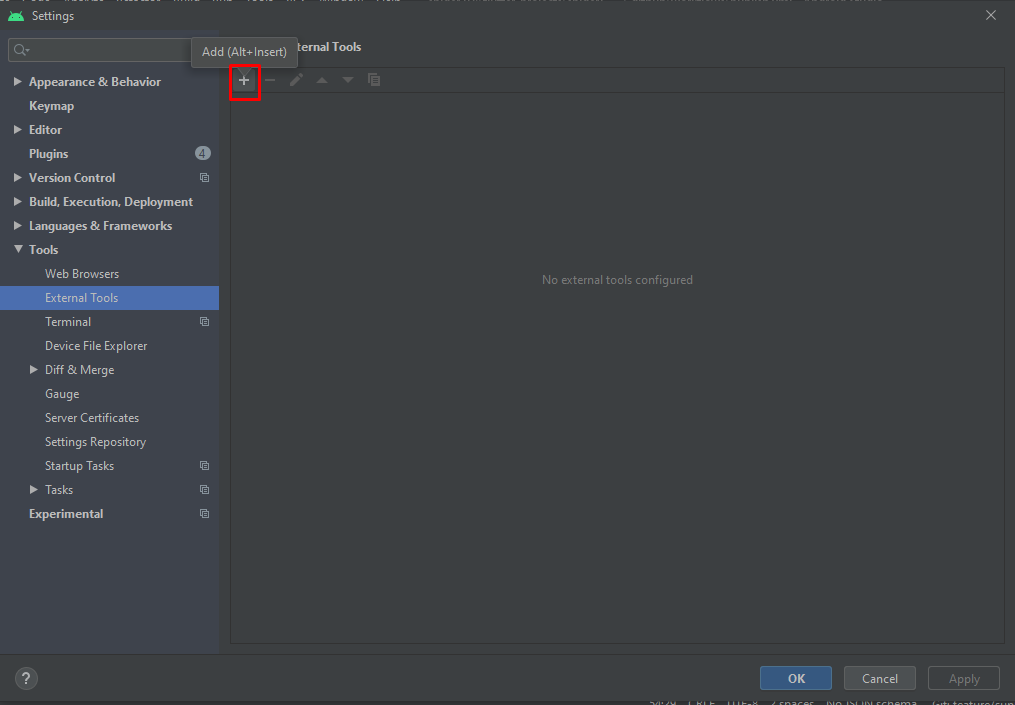 Settings
Add (Alt+Insert)
ternal Tools
Appearance & Behavior
Keymap
Editor
Plugins 4
Version Control
Build, Execution, Deployment
Languages & Frameworks
Tools
Web Browsers
External Tools
Terminal
Device File Explorer
Diff & Merge
Gauge
Server Certificates
Settings Repository
Startup Tasks
Tasks
Experimental
No external tools configured
?
OK Cancel Apply